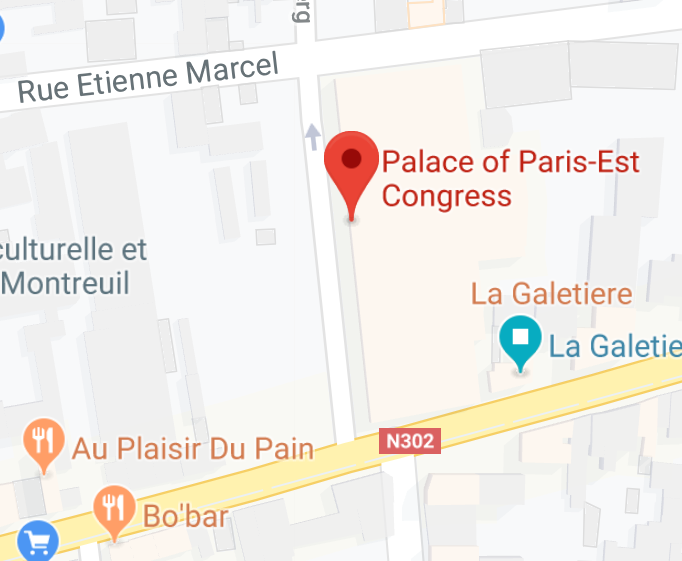 rg
Rue Etienne Marcel
Palace of Paris-Est
Congress
culturelle et
Montreuil
La Galetiere
La Galetie
N302
Au Plaisir Du Pain
Bo'bar